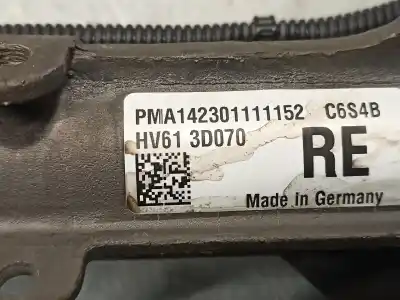 PMA142301111152 C6S4B
HV61 3D070
RE
Made in Germany